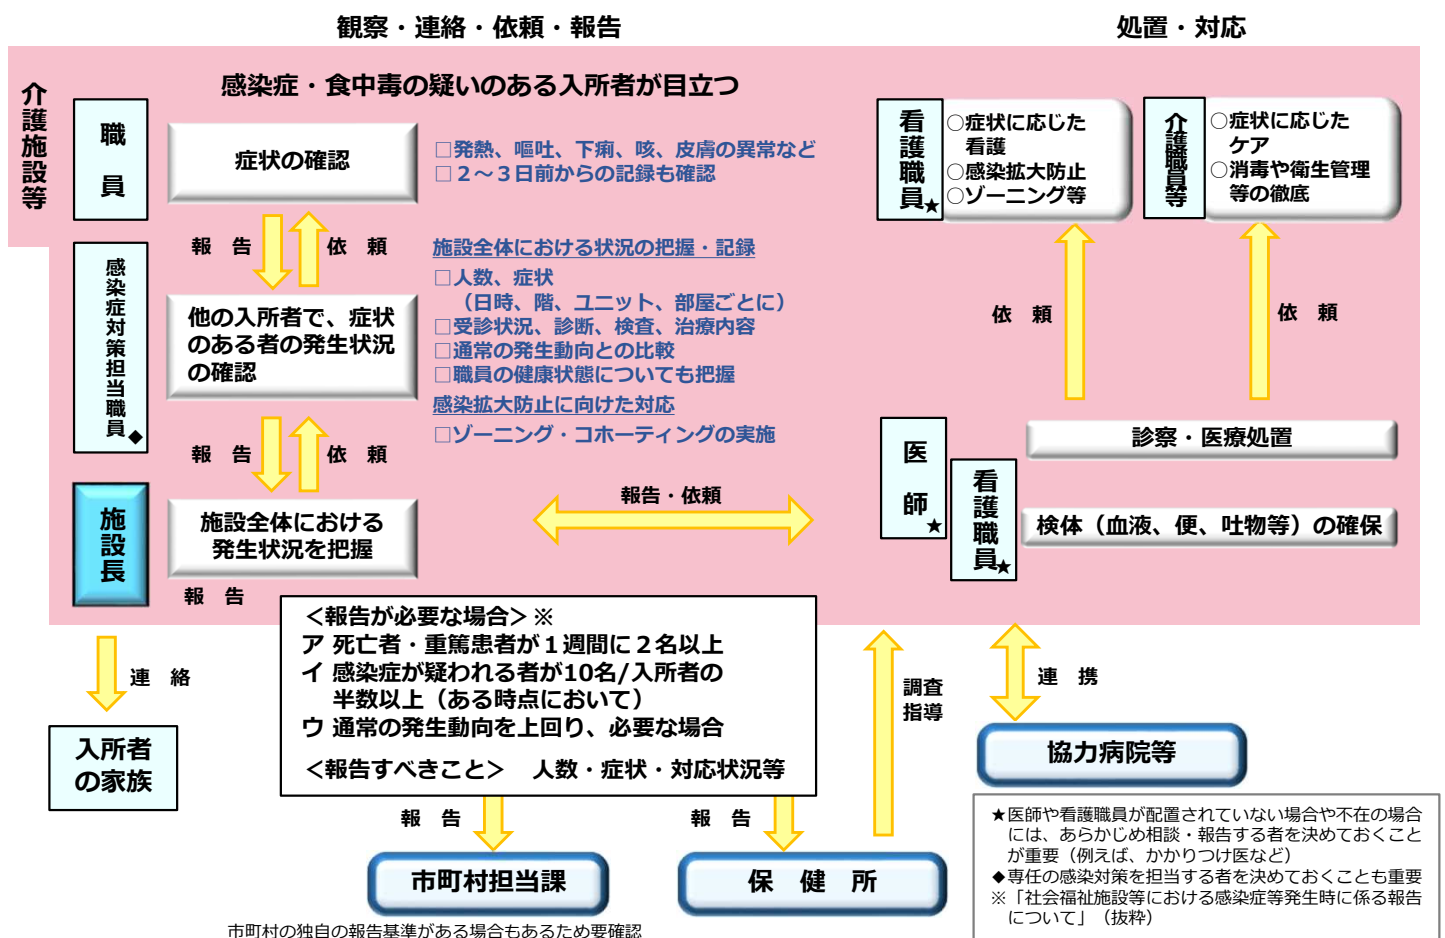 観察・連絡・依頼・報告
処置・対応
介護施設等
感染症・食中毒の疑いのある入所者が目立つ
職員
症状の確認
□発熱、嘔吐、下痢、咳、皮膚の異常など
□２～３日前からの記録も確認
報告
依頼
感染症対策担当職員◆
他の入所者で、症状
のある者の発生状況
の確認
施設全体における状況の把握・記録
□人数、症状
（日時、階、ユニット、部屋ごとに）
□受診状況、診断、検査、治療内容
□通常の発生動向との比較
□職員の健康状態についても把握
感染拡大防止に向けた対応
□ゾーニング・コホーティングの実施
報告
依頼
施設長
施設全体における
発生状況を把握
報告
報告・依頼
看護職員★
○症状に応じた
看護
○感染拡大防止
○ゾーニング等
介護職員等
○症状に応じた
ケア
○消毒や衛生管理
等の徹底
依頼
依頼
医師★
看護職員★
診察・医療処置
検体（血液、便、吐物等）の確保
連絡
入所者
の家族
＜報告が必要な場合＞※
ア 死亡者・重篤患者が１週間に２名以上
イ 感染症が疑われる者が10名/入所者の
半数以上（ある時点において）
ウ 通常の発生動向を上回り、必要な場合
＜報告すべきこと＞ 人数・症状・対応状況等
報告
報告
調査
指導
連携
市町村担当課
保健所
協力病院等
市町村の独自の報告基準がある場合もあるため要確認
★医師や看護職員が配置されていない場合や不在の場合
には、あらかじめ相談・報告する者を決めておくこと
が重要（例えば、かかりつけ医など）
◆専任の感染対策を担当する者を決めておくことも重要
※「社会福祉施設等における感染症等発生時に係る報告
について」（抜粋）